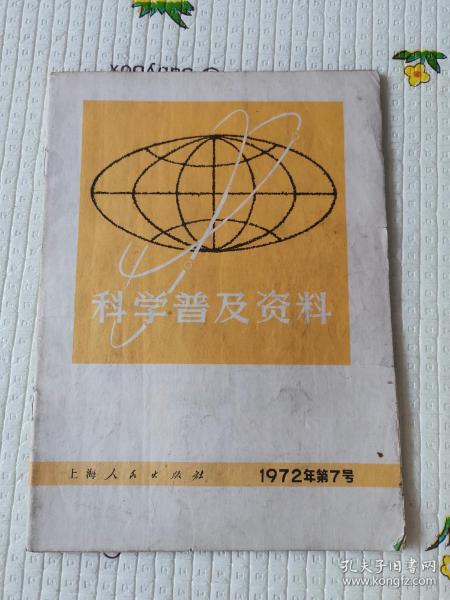 babybox
科学普及资料
上海人民出版社 1972年第7号
孔夫子旧书网
www.kongfz.com